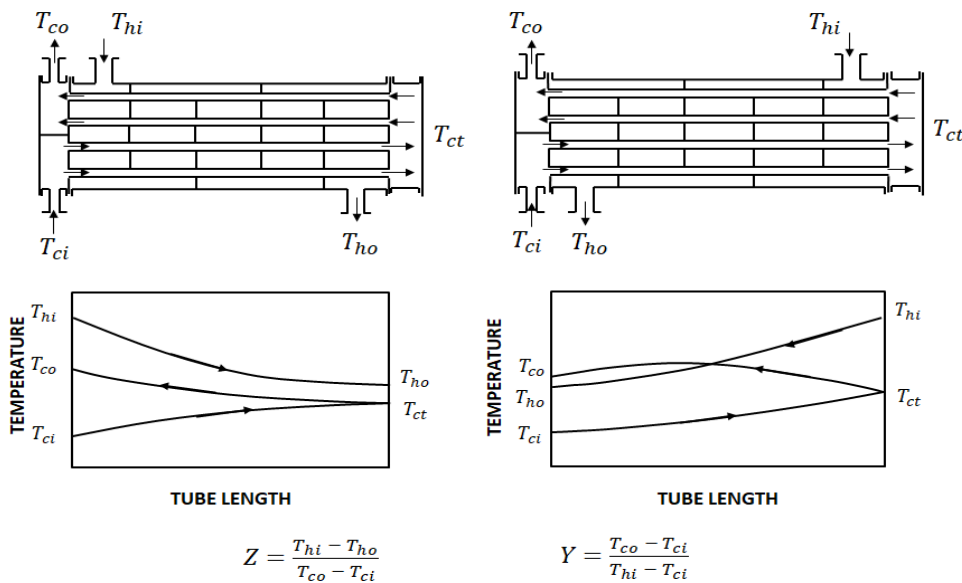 T_co T_hi
T_ct
T_ci
T_ho
T_co T_hi
T_ct
T_ci
T_ho
TEMPERATURE
T_hi
T_co
T_ci
T_ho
T_ct
TUBE LENGTH
TEMPERATURE
T_co
T_ho
T_ci
T_hi
T_ct
TUBE LENGTH
Z = (T_hi − T_ho) / (T_co − T_ci)
Y = (T_co − T_ci) / (T_hi − T_ci)